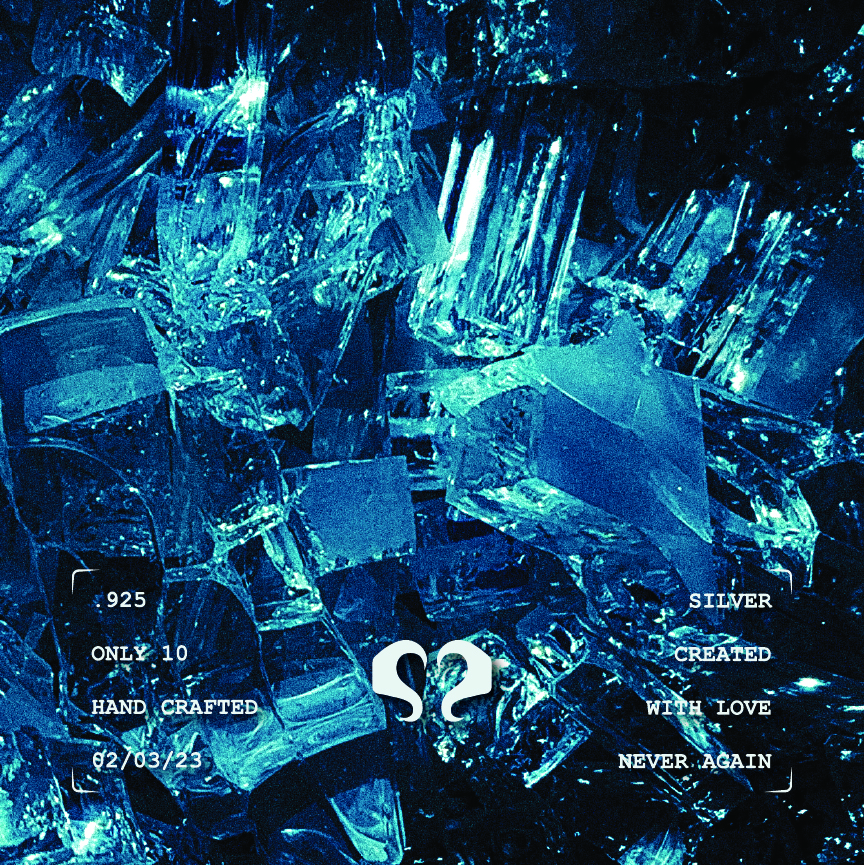 .925 SILVER
ONLY 10 CREATED
HAND CRAFTED WITH LOVE
02/03/23 NEVER AGAIN